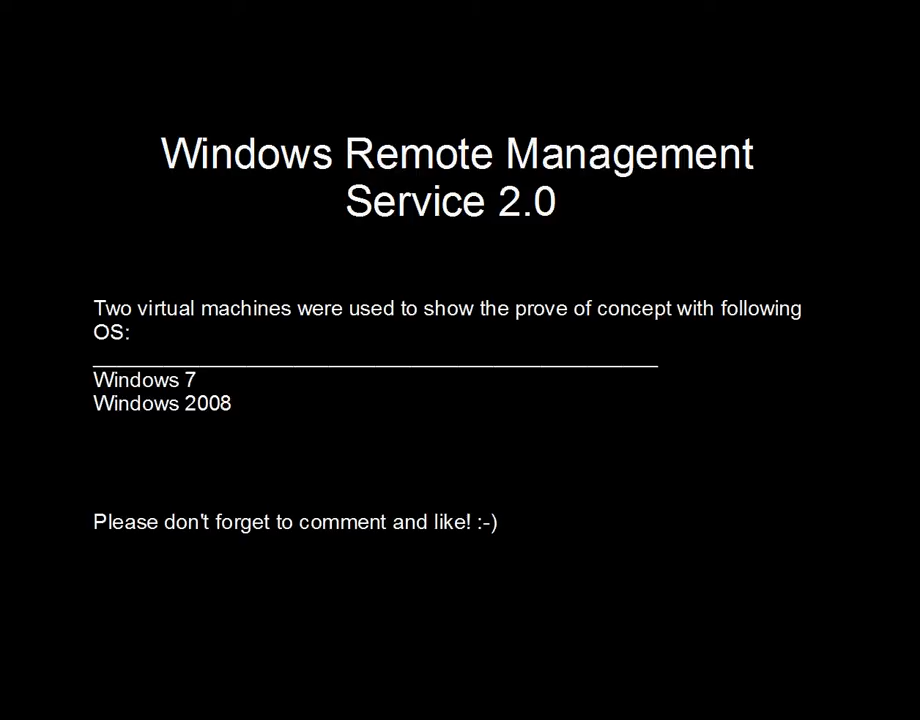 Windows Remote Management
Service 2.0
Two virtual machines were used to show the prove of concept with following
OS:
Windows 7
Windows 2008
Please don't forget to comment and like! :-)